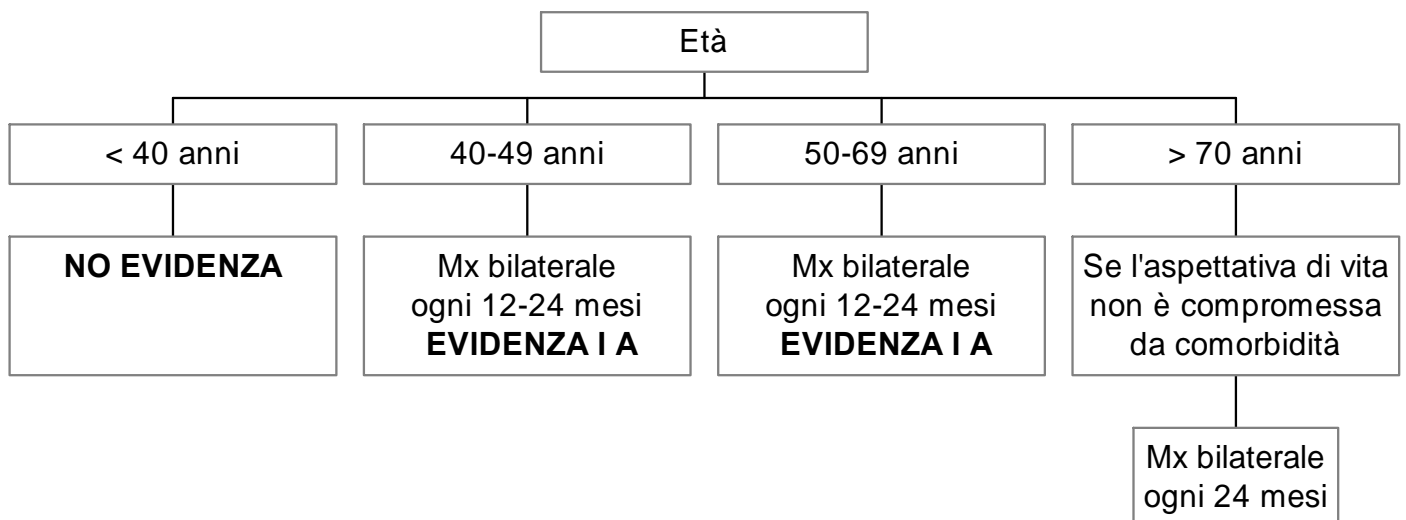 Età
< 40 anni
40-49 anni
50-69 anni
> 70 anni
NO EVIDENZA
Mx bilaterale
ogni 12-24 mesi
EVIDENZA I A
Mx bilaterale
ogni 12-24 mesi
EVIDENZA I A
Se l'aspettativa di vita
non è compromessa
da comorbidità
Mx bilaterale
ogni 24 mesi